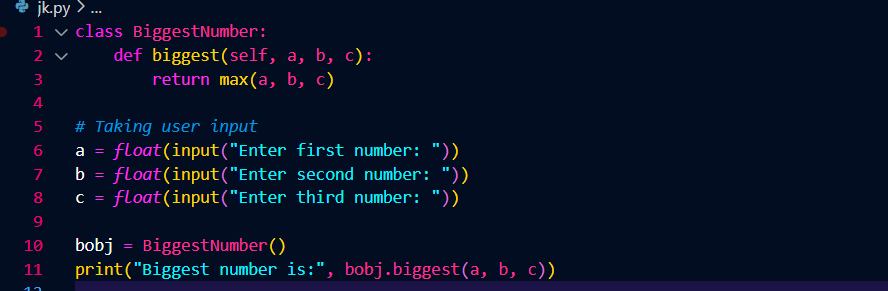 jk.py > ...
1 class BiggestNumber:
2     def biggest(self, a, b, c):
3         return max(a, b, c)
4
5 # Taking user input
6 a = float(input("Enter first number: "))
7 b = float(input("Enter second number: "))
8 c = float(input("Enter third number: "))
9
10 bobj = BiggestNumber()
11 print("Biggest number is:", bobj.biggest(a, b, c))
12